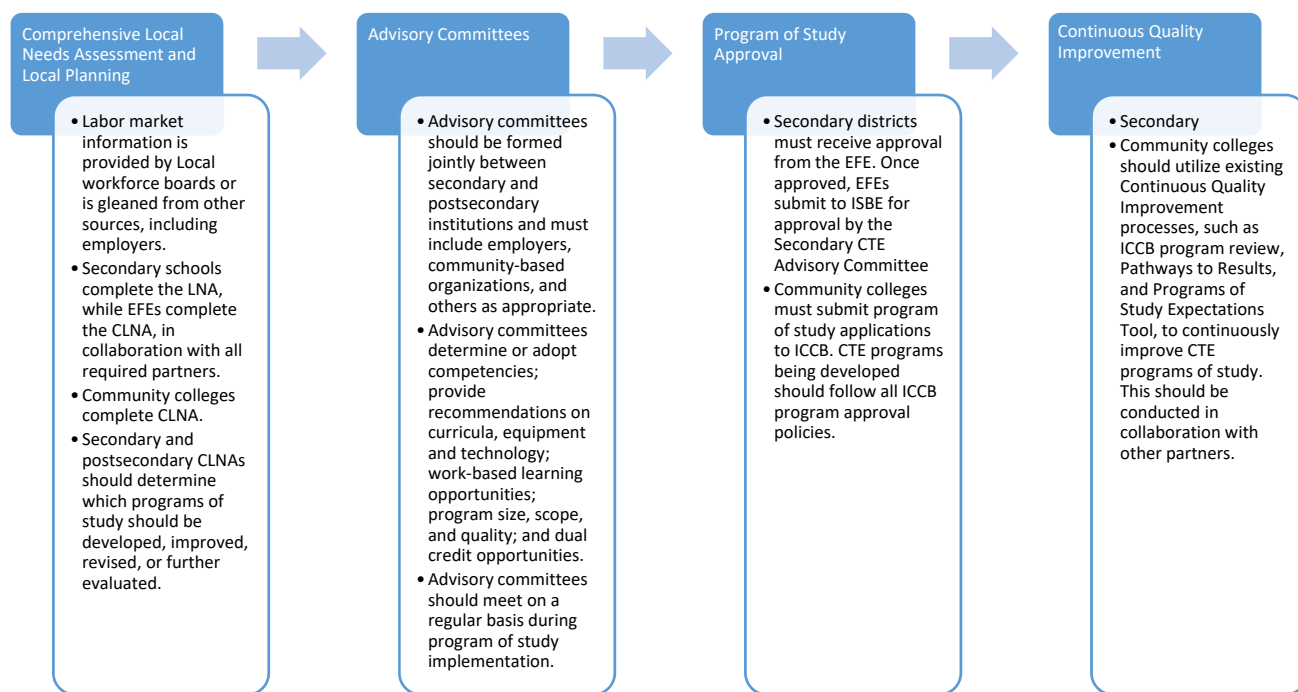 Comprehensive Local
Needs Assessment and
Local Planning
• Labor market
information is
provided by Local
workforce boards or
is gleaned from other
sources, including
employers.
• Secondary schools
complete the LNA,
while EFEs complete
the CLNA, in
collaboration with all
required partners.
• Community colleges
complete CLNA.
• Secondary and
postsecondary CLNAs
should determine
which programs of
study should be
developed, improved,
revised, or further
evaluated.
Advisory Committees
• Advisory committees
should be formed
jointly between
secondary and
postsecondary
institutions and must
include employers,
community-based
organizations, and
others as appropriate.
• Advisory committees
determine or adopt
competencies;
provide
recommendations on
curricula, equipment
and technology;
work-based learning
opportunities;
program size, scope,
and quality; and dual
credit opportunities.
• Advisory committees
should meet on a
regular basis during
program of study
implementation.
Program of Study
Approval
• Secondary districts
must receive approval
from the EFE. Once
approved, EFEs
submit to ISBE for
approval by the
Secondary CTE
Advisory Committee
• Community colleges
must submit program
of study applications
to ICCB. CTE programs
being developed
should follow all ICCB
program approval
policies.
Continuous Quality
Improvement
• Secondary
• Community colleges
should utilize existing
Continuous Quality
Improvement
processes, such as
ICCB program review,
Pathways to Results,
and Programs of
Study Expectations
Tool, to continuously
improve CTE
programs of study.
This should be
conducted in
collaboration with
other partners.